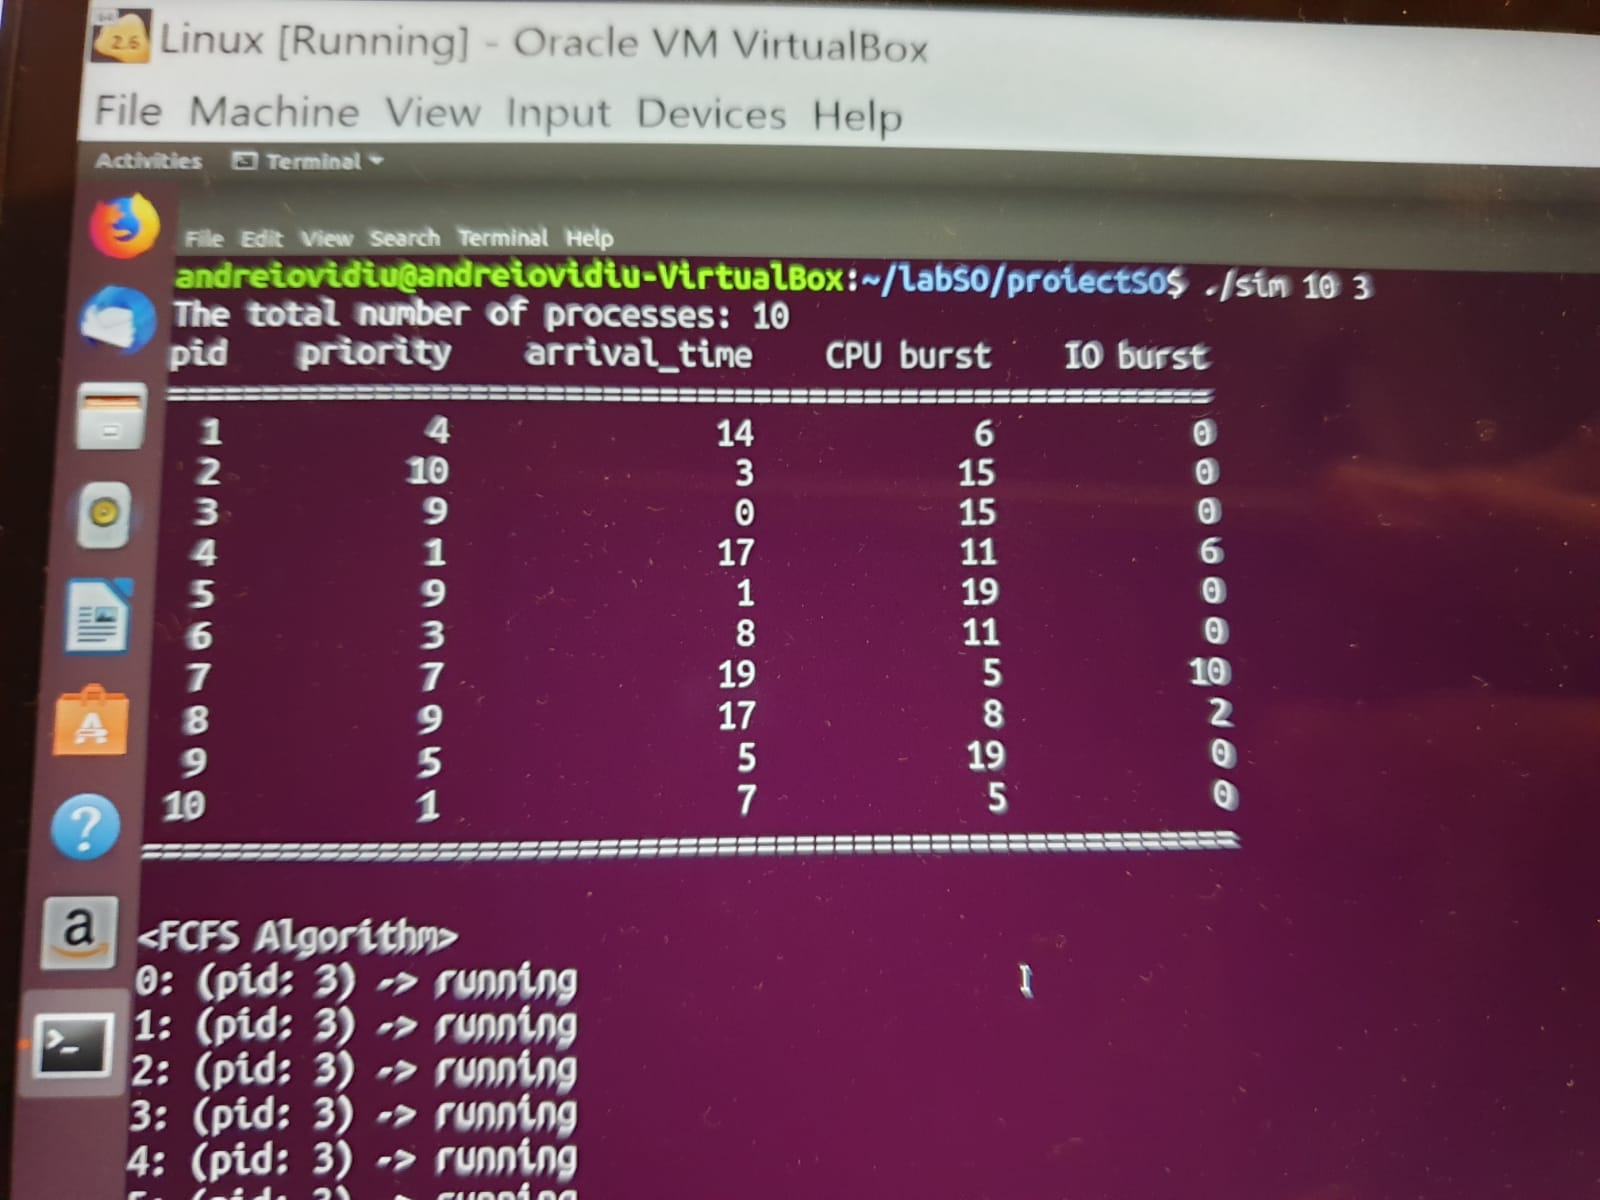 Linux [Running] - Oracle VM VirtualBox
File Machine View Input Devices Help
Activities Terminal
File Edit View Search Terminal Help
andreiovidiu@andreiovidiu-VirtualBox:~/labSO/proiectSO$ ./sim 10 3
The total number of processes: 10
pid priority arrival_time CPU burst IO burst
================================================================
1 4 14 6 0
2 10 3 15 0
3 9 0 15 0
4 1 17 11 6
5 9 1 19 0
6 3 8 11 0
7 7 19 5 10
8 9 17 8 2
9 5 5 19 0
10 1 7 5 0
================================================================
<FCFS Algorithm>
0: (pid: 3) -> running
1: (pid: 3) -> running
2: (pid: 3) -> running
3: (pid: 3) -> running
4: (pid: 3) -> running